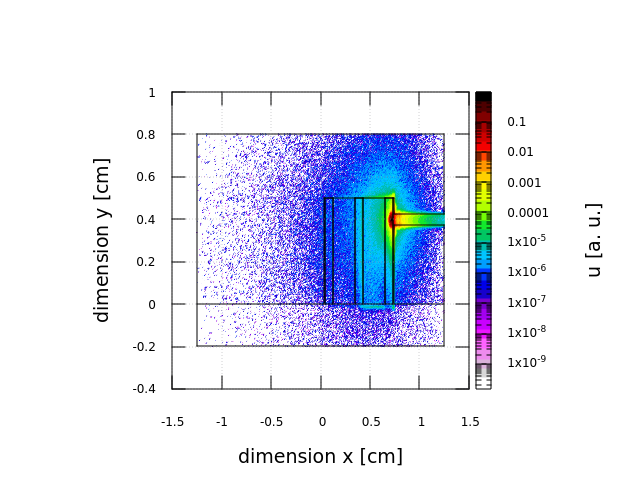 1
0.8
0.6
0.4
0.2
0
-0.2
-0.4
dimension y [cm]
-1.5 -1 -0.5 0 0.5 1 1.5
dimension x [cm]
0.1
0.01
0.001
0.0001
1x10⁻⁵
1x10⁻⁶
1x10⁻⁷
1x10⁻⁸
1x10⁻⁹
u [a. u.]